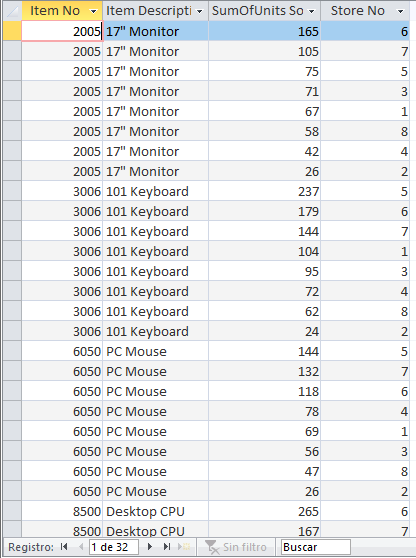 Item No Item Descripti SumOfUnits So Store No
2005 17" Monitor 165 6
2005 17" Monitor 105 7
2005 17" Monitor 75 5
2005 17" Monitor 71 3
2005 17" Monitor 67 1
2005 17" Monitor 58 8
2005 17" Monitor 42 4
2005 17" Monitor 26 2
3006 101 Keyboard 237 5
3006 101 Keyboard 179 6
3006 101 Keyboard 144 7
3006 101 Keyboard 104 1
3006 101 Keyboard 95 3
3006 101 Keyboard 72 4
3006 101 Keyboard 62 8
3006 101 Keyboard 24 2
6050 PC Mouse 144 5
6050 PC Mouse 132 7
6050 PC Mouse 118 6
6050 PC Mouse 78 4
6050 PC Mouse 69 1
6050 PC Mouse 56 3
6050 PC Mouse 47 8
6050 PC Mouse 26 2
8500 Desktop CPU 265 6
8500 Desktop CPU 167 7
Registro: 1 de 32 Sin filtro Buscar